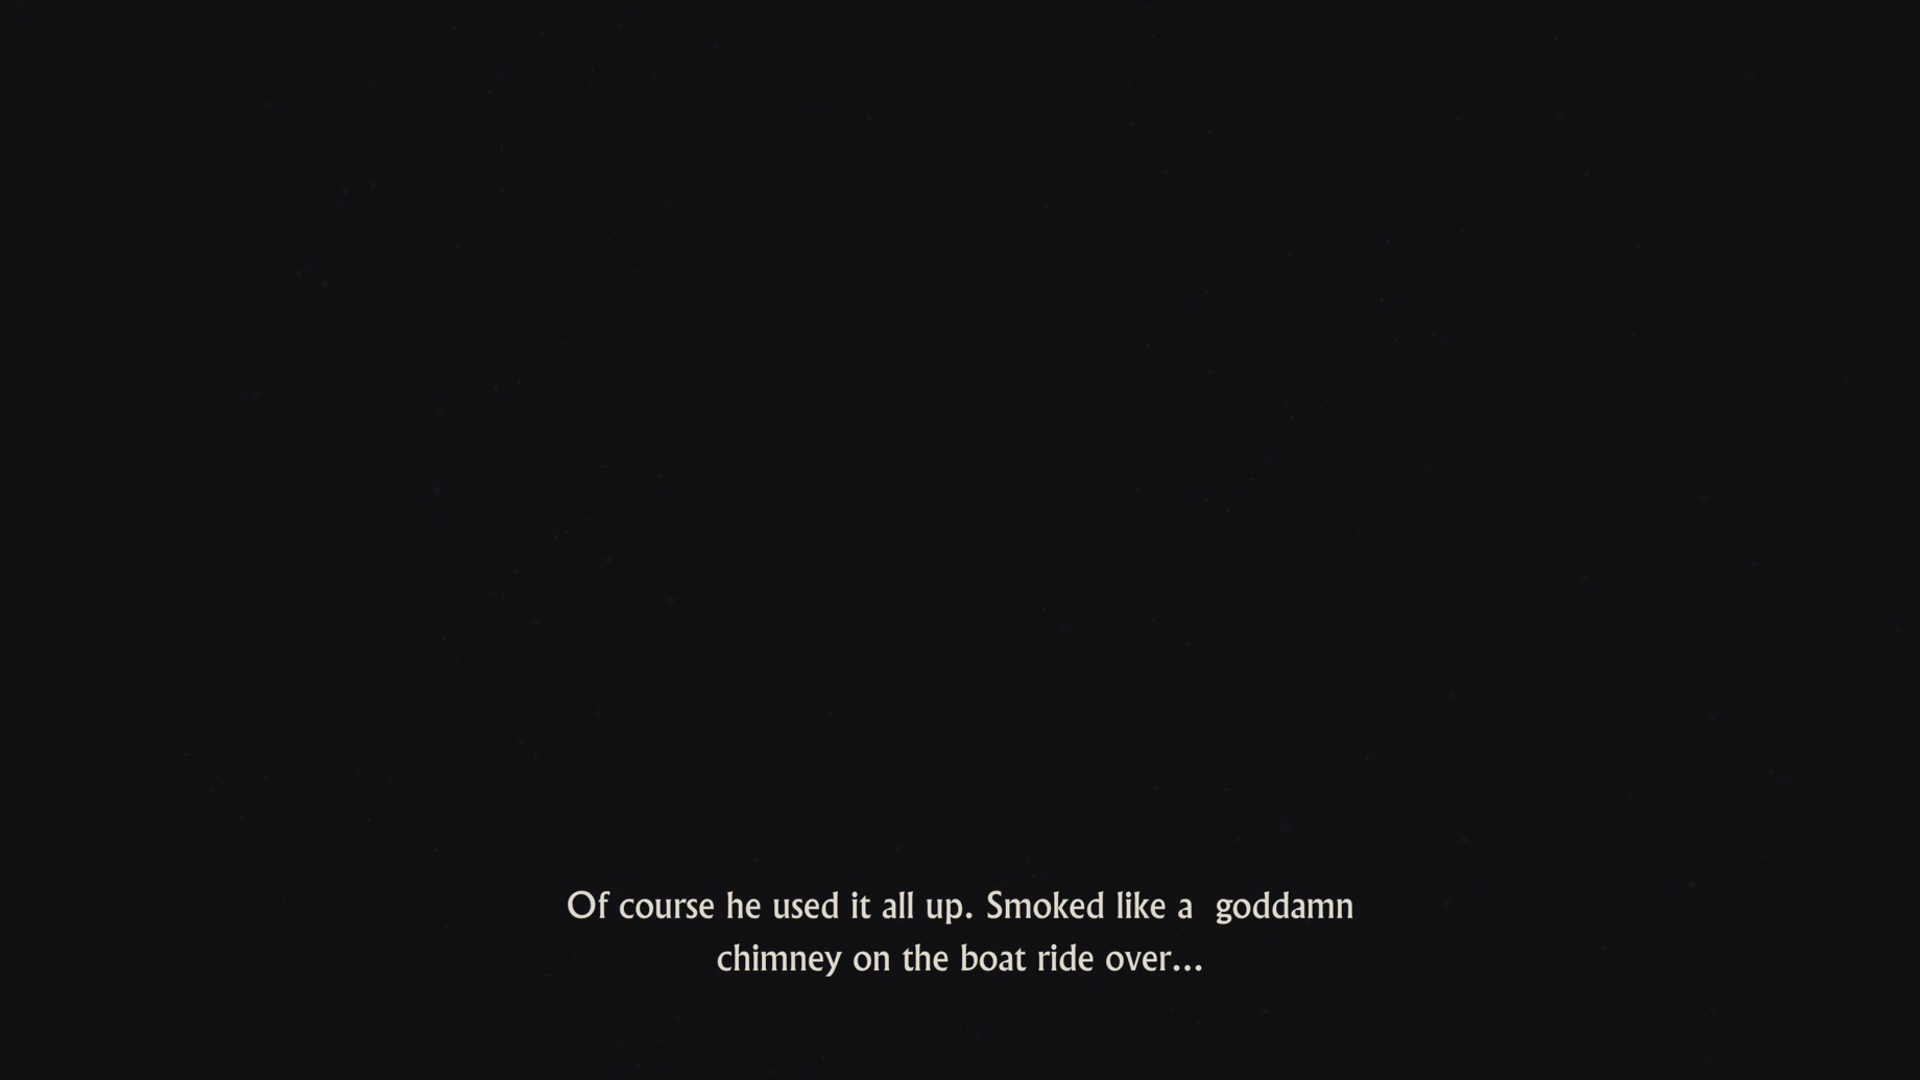 Of course he used it all up. Smoked like a  goddamn
chimney on the boat ride over...